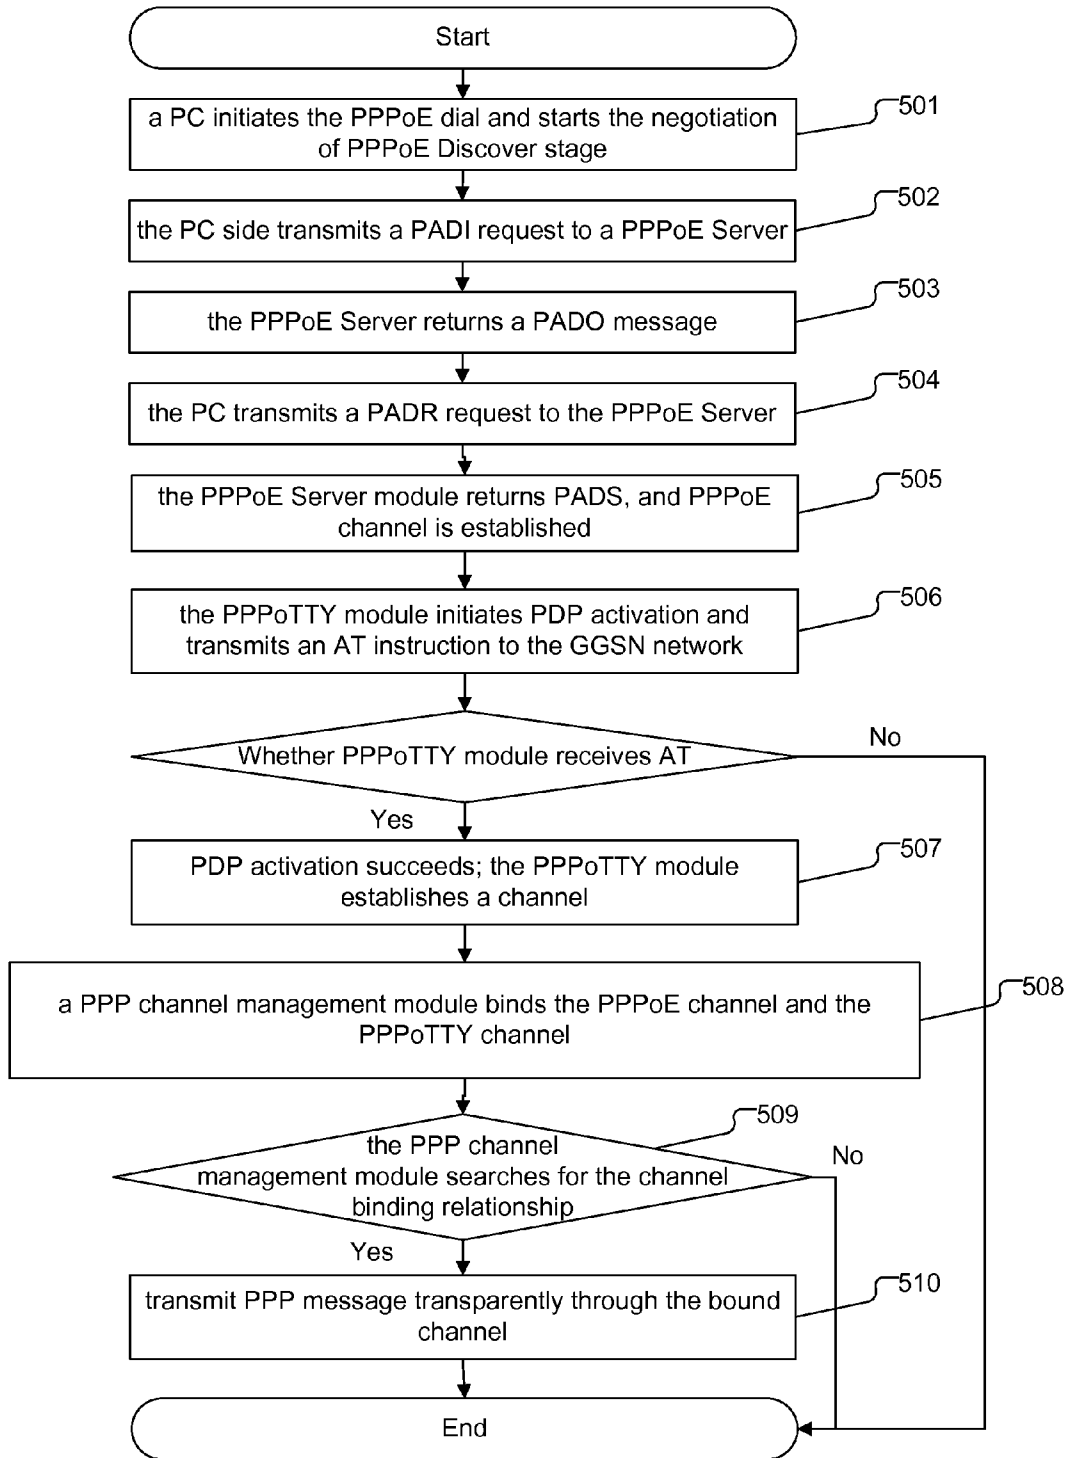 Start
a PC initiates the PPPoE dial and starts the negotiation
of PPPoE Discover stage
501
the PC side transmits a PADI request to a PPPoE Server
502
the PPPoE Server returns a PADO message
503
the PC transmits a PADR request to the PPPoE Server
504
the PPPoE Server module returns PADS, and PPPoE
channel is established
505
the PPPoTTY module initiates PDP activation and
transmits an AT instruction to the GGSN network
506
Whether PPPoTTY module receives AT
No
Yes
PDP activation succeeds; the PPPoTTY module
establishes a channel
507
a PPP channel management module binds the PPPoE channel and the
PPPoTTY channel
508
the PPP channel
management module searches for the channel
binding relationship
509
No
Yes
transmit PPP message transparently through the bound
channel
510
End